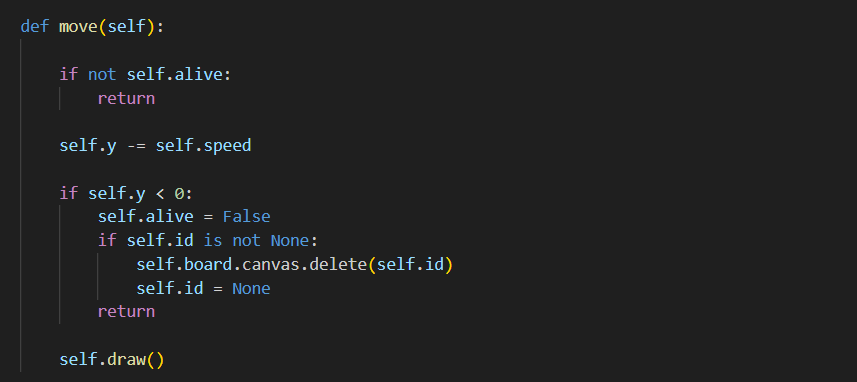 def move(self):
    if not self.alive:
        return
    self.y -= self.speed
    if self.y < 0:
        self.alive = False
        if self.id is not None:
            self.board.canvas.delete(self.id)
            self.id = None
        return
    self.draw()